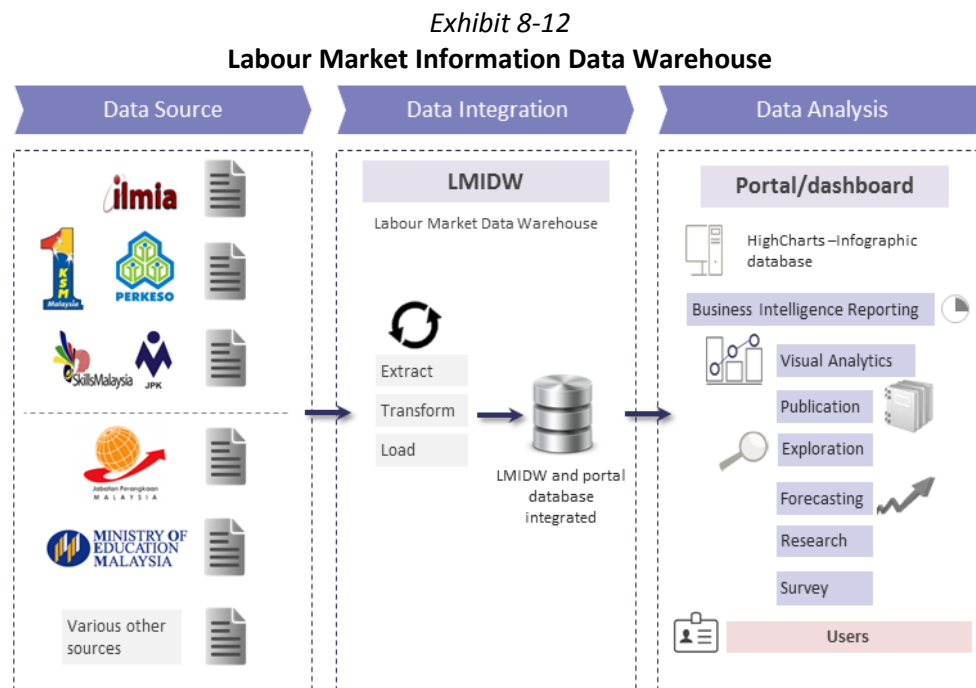 Exhibit 8-12
Labour Market Information Data Warehouse
Data Source
Data Integration
Data Analysis
ilmia
1
KSM
Malaysia
PERKESO
SkillsMalaysia
JPK
Jabatan Perangkaan
MALAYSIA
MINISTRY OF
EDUCATION
MALAYSIA
Various other
sources
LMIDW
Labour Market Data Warehouse
Extract
Transform
Load
LMIDW and portal
database
integrated
Portal/dashboard
HighCharts –Infographic
database
Business Intelligence Reporting
Visual Analytics
Publication
Exploration
Forecasting
Research
Survey
Users